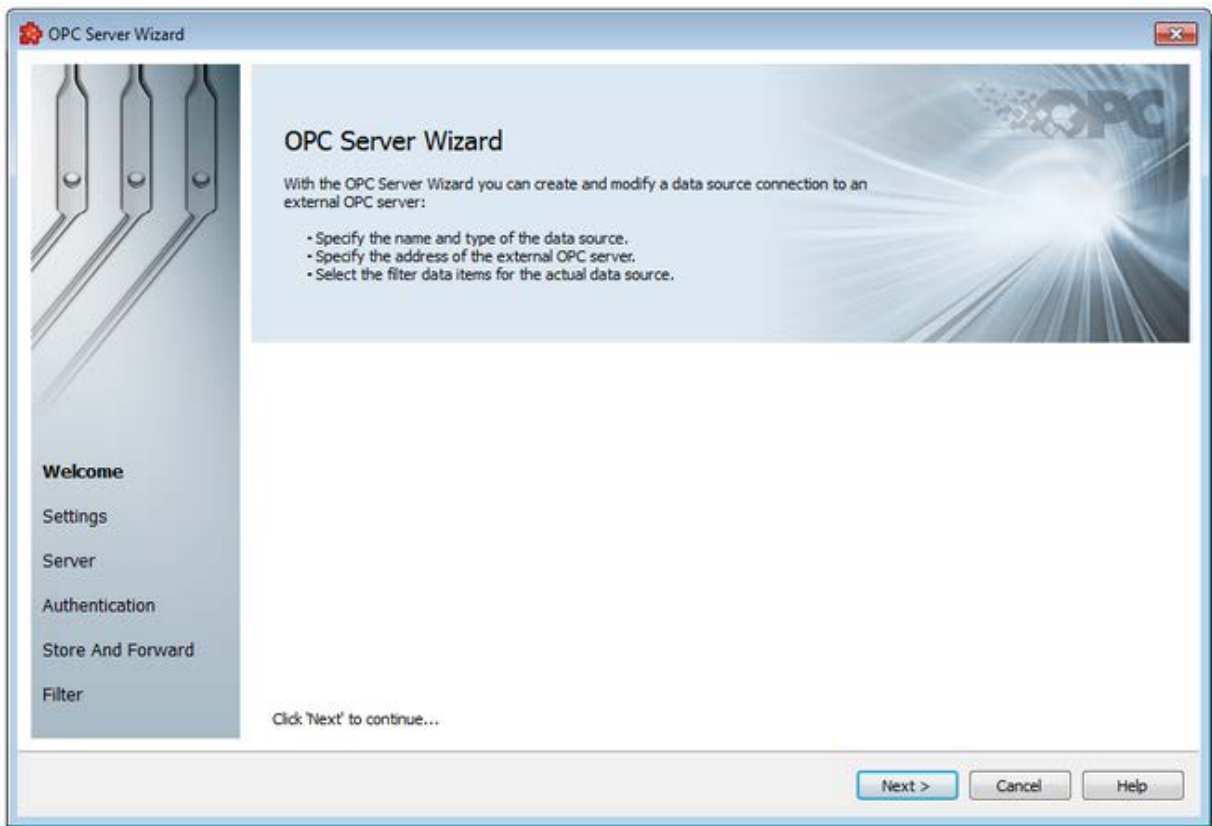 OPC Server Wizard
OPC
OPC Server Wizard
With the OPC Server Wizard you can create and modify a data source connection to an
external OPC server:
• Specify the name and type of the data source.
• Specify the address of the external OPC server.
• Select the filter data items for the actual data source.
Welcome
Settings
Server
Authentication
Store And Forward
Filter
Click 'Next' to continue...
Next >
Cancel
Help